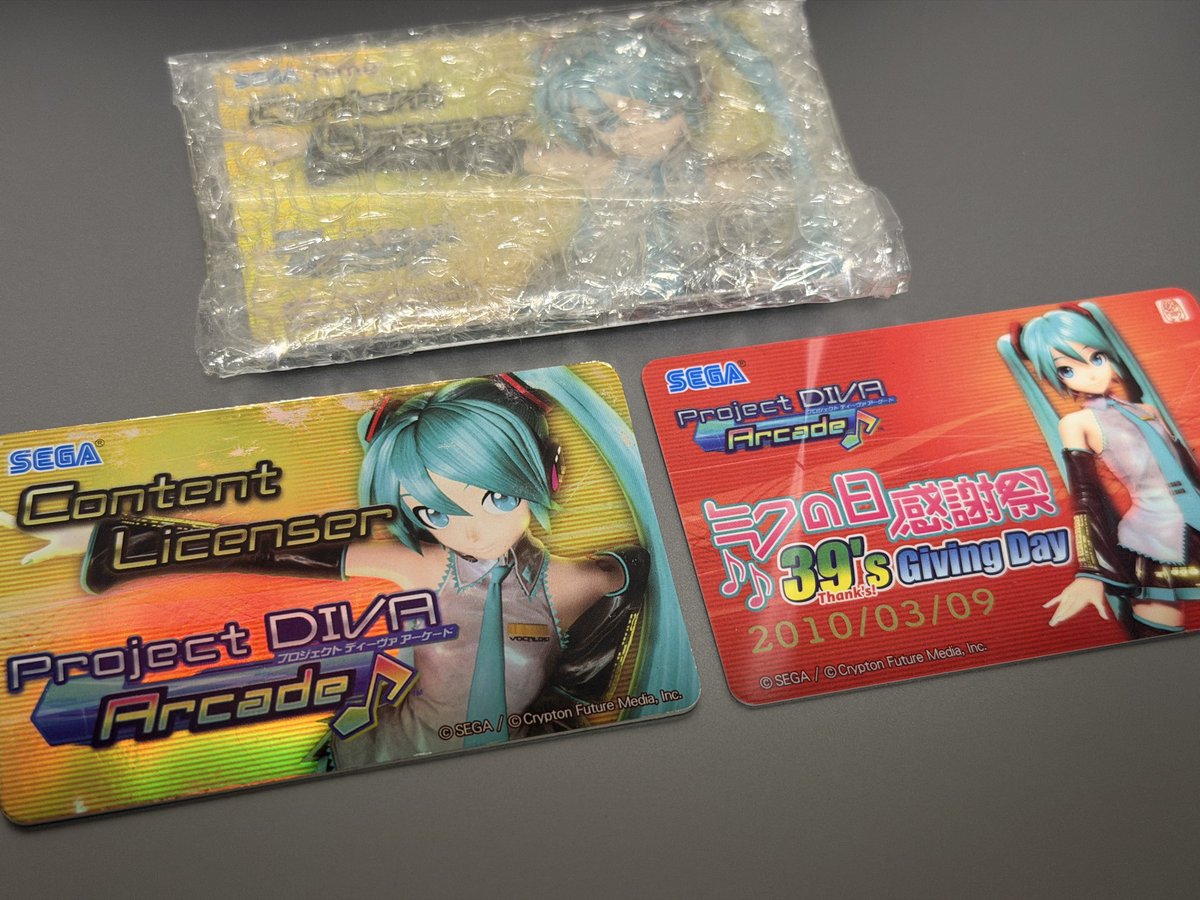 SEGA
Content
SEGA®
Content
Licenser
Project DIVA
プロジェクト ディーヴァ アーケード
Arcade
VOCALOID
© SEGA / © Crypton Future Media, Inc.
SEGA®
Project DIVA
プロジェクト ディーヴァ アーケード
Arcade
ミクの日感謝祭
39's Giving Day
Thank's!
2010/03/09
© SEGA / © Crypton Future Media, Inc.